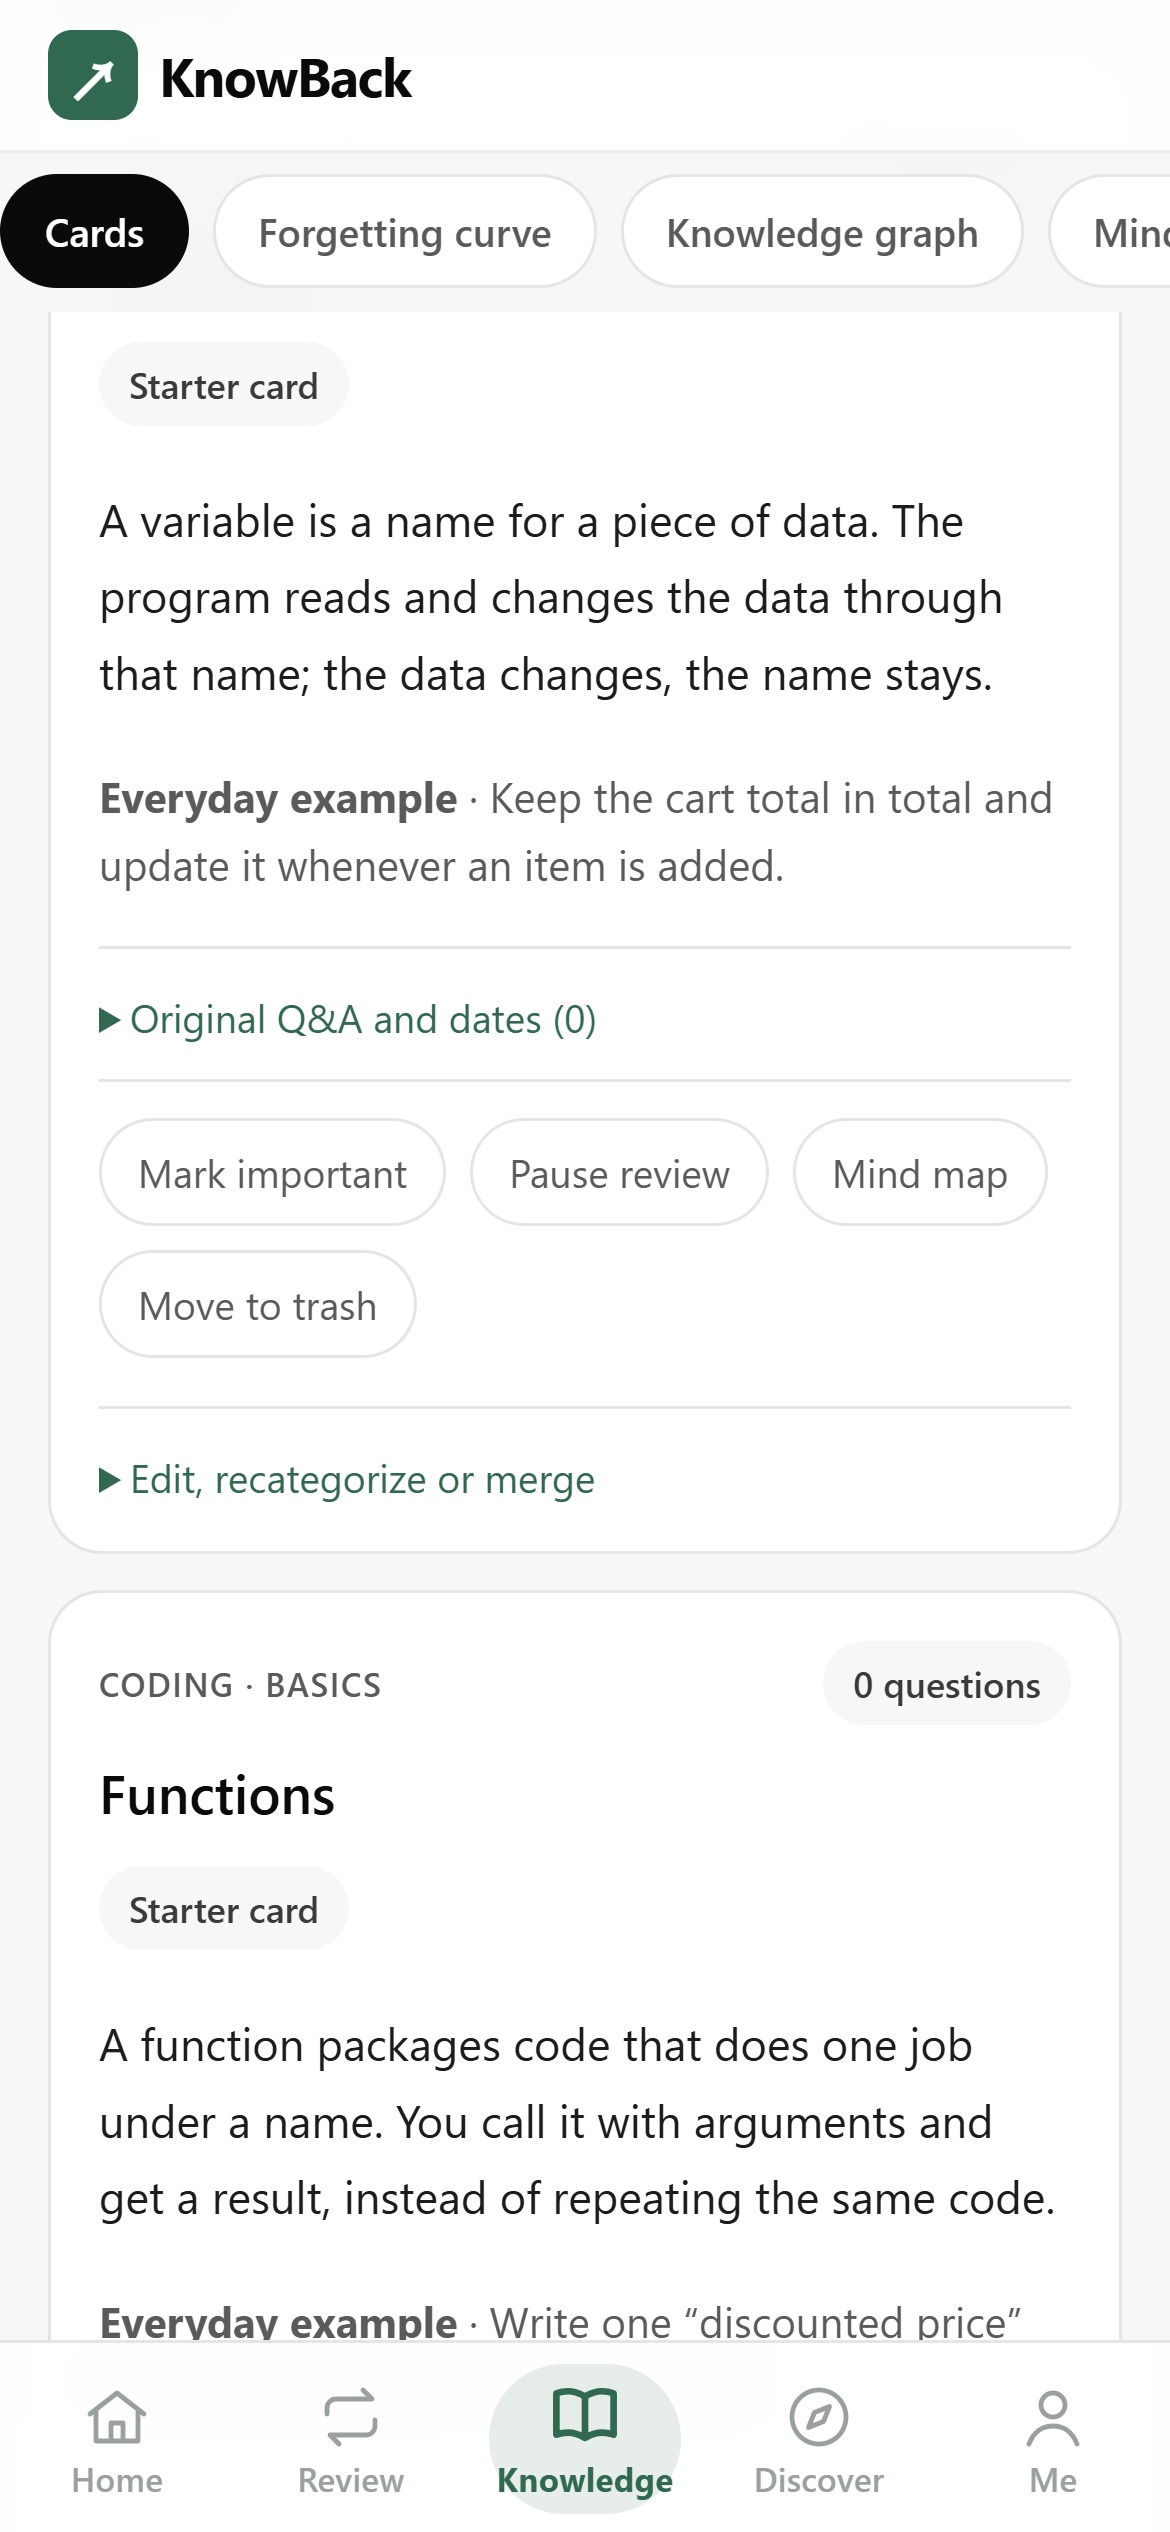 KnowBack
Cards
Forgetting curve
Knowledge graph
Starter card
A variable is a name for a piece of data. The
program reads and changes the data through
that name; the data changes, the name stays.
Everyday example · Keep the cart total in total and
update it whenever an item is added.
Original Q&A and dates (0)
Mark important
Pause review
Mind map
Move to trash
Edit, recategorize or merge
CODING · BASICS
0 questions
Functions
Starter card
A function packages code that does one job
under a name. You call it with arguments and
get a result, instead of repeating the same code.
Everyday example · Write one “discounted price”
Home
Review
Knowledge
Discover
Me